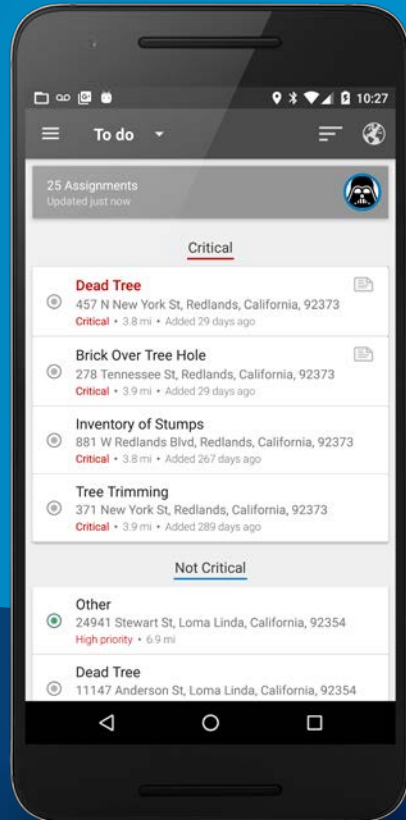 10:27
To do
25 Assignments
Updated just now
Critical
Dead Tree
457 N New York St, Redlands, California, 92373
Critical • 3.8 mi • Added 29 days ago
Brick Over Tree Hole
278 Tennessee St, Redlands, California, 92373
Critical • 3.9 mi • Added 29 days ago
Inventory of Stumps
881 W Redlands Blvd, Redlands, California, 92373
Critical • 3.8 mi • Added 267 days ago
Tree Trimming
371 New York St, Redlands, California, 92373
Critical • 3.9 mi • Added 289 days ago
Not Critical
Other
24941 Stewart St, Loma Linda, California, 92354
High priority • 6.9 mi
Dead Tree
11147 Anderson St, Loma Linda, California, 92354